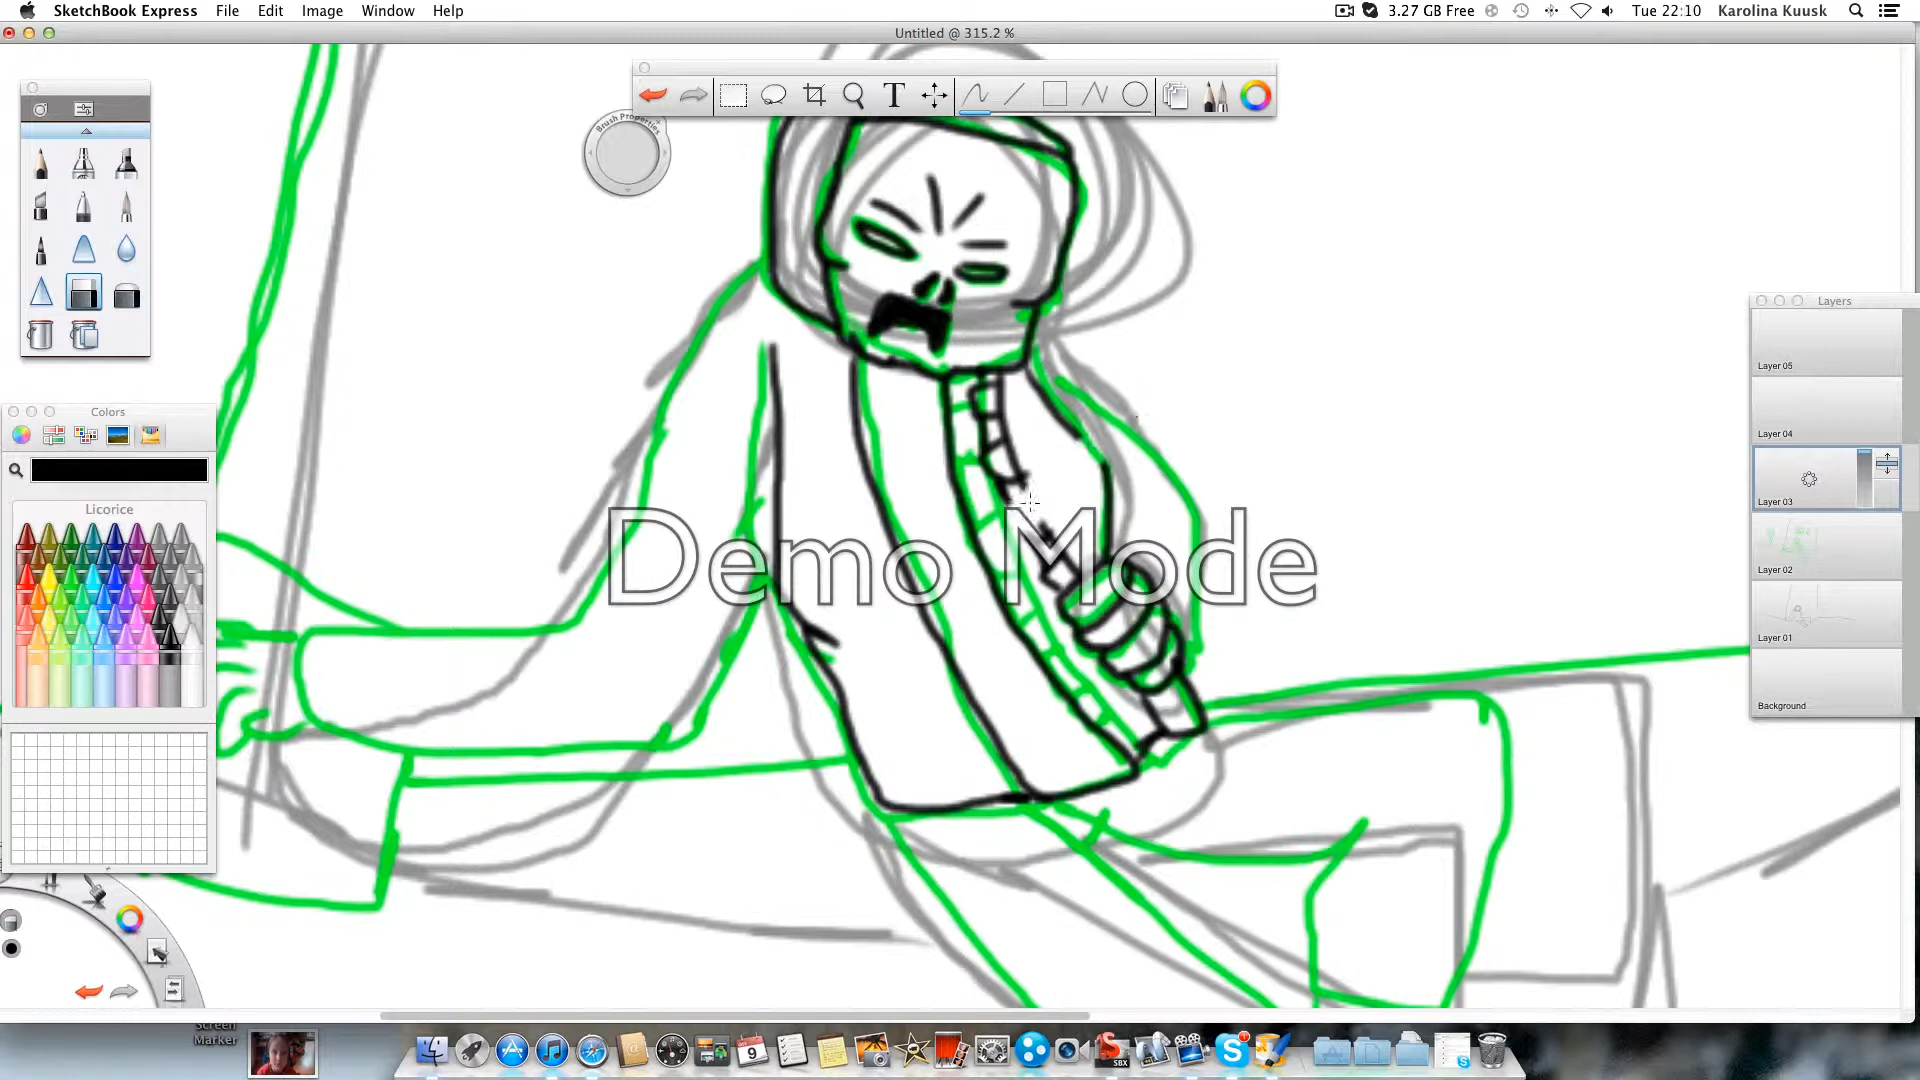 SketchBook Express File Edit Image Window Help
3.27 GB Free Tue 22:10 Karolina Kuusk
Untitled @ 315.2 %
T
Brush Properties
Layers
Layer 05
Layer 04
Layer 03
Layer 02
Layer 01
Background
Colors
Licorice
Demo Mode
Screen
Marker
9
S
SBX